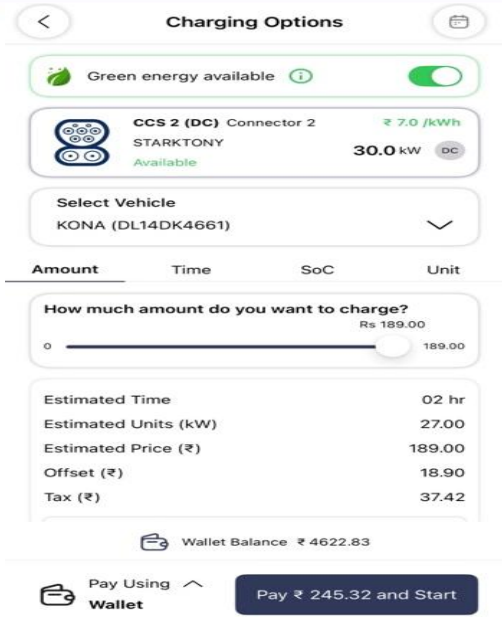 Charging Options
Green energy available
CCS 2 (DC) Connector 2 ₹ 7.0 /kWh
STARKTONY
30.0 kW DC
Available
Select Vehicle
KONA (DL14DK4661)
Amount Time SoC Unit
How much amount do you want to charge?
Rs 189.00
0 189.00
Estimated Time 02 hr
Estimated Units (kW) 27.00
Estimated Price (₹) 189.00
Offset (₹) 18.90
Tax (₹) 37.42
Wallet Balance ₹ 4622.83
Pay Using
Wallet
Pay ₹ 245.32 and Start